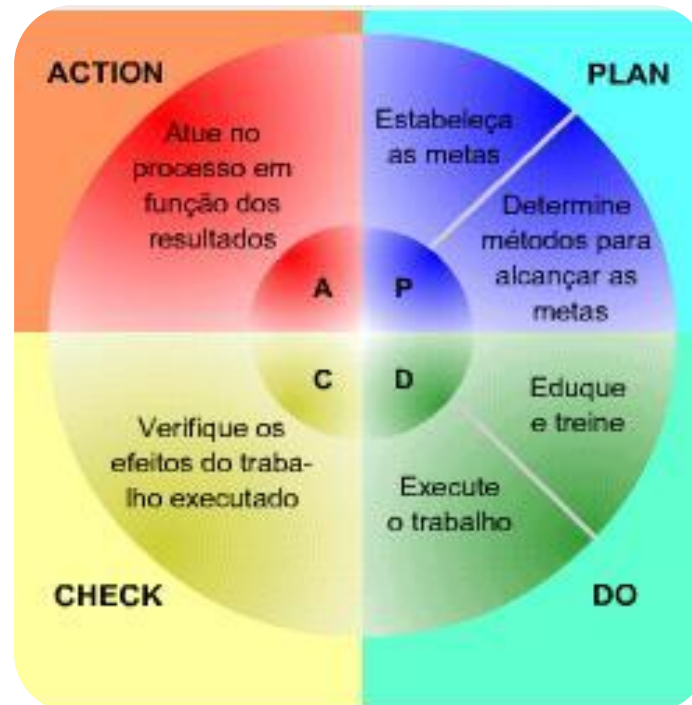 ACTION
PLAN
Atue no
processo em
função dos
resultados
Estabeleça
as metas
Determine
métodos para
alcançar as
metas
A
P
C
D
Eduque
e treine
Verifique os
efeitos do traba-
lho executado
Execute
o trabalho
CHECK
DO